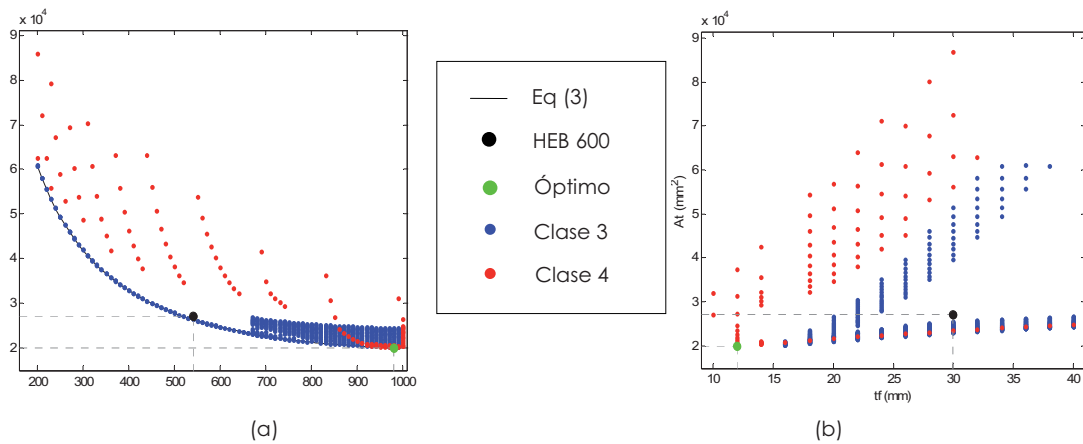 x 10⁴
9
8
7
6
5
4
3
2
200 300 400 500 600 700 800 900 1000
(a)
Eq (3)
HEB 600
Óptimo
Clase 3
Clase 4
x 10⁴
9
8
7
6
5
4
3
2
At (mm²)
10 15 20 25 30 35 40
tf (mm)
(b)